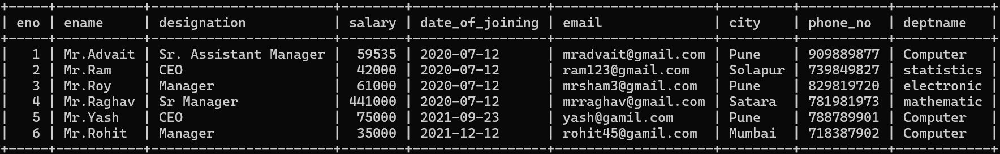 +-----+-----------+-----------------------+--------+-----------------+-------------------+---------+-----------+------------+
| eno | ename     | designation           | salary | date_of_joining | email             | city    | phone_no  | deptname   |
+-----+-----------+-----------------------+--------+-----------------+-------------------+---------+-----------+------------+
|   1 | Mr.Advait | Sr. Assistant Manager |  59535 | 2020-07-12      | mradvait@gmail.com | Pune    | 909889877 | Computer   |
|   2 | Mr.Ram    | CEO                   |  42000 | 2020-07-12      | ram123@gmail.com  | Solapur | 739849827 | statistics |
|   3 | Mr.Roy    | Manager               |  61000 | 2020-07-12      | mrsham3@gmail.com | Pune    | 829819720 | electronic |
|   4 | Mr.Raghav | Sr Manager            | 441000 | 2020-07-12      | mrraghav@gmail.com | Satara  | 781981973 | mathematic |
|   5 | Mr.Yash   | CEO                   |  75000 | 2021-09-23      | yash@gamil.com    | Pune    | 788789901 | Computer   |
|   6 | Mr.Rohit  | Manager               |  35000 | 2021-12-12      | rohit45@gamil.com | Mumbai  | 718387902 | Computer   |
+-----+-----------+-----------------------+--------+-----------------+-------------------+---------+-----------+------------+